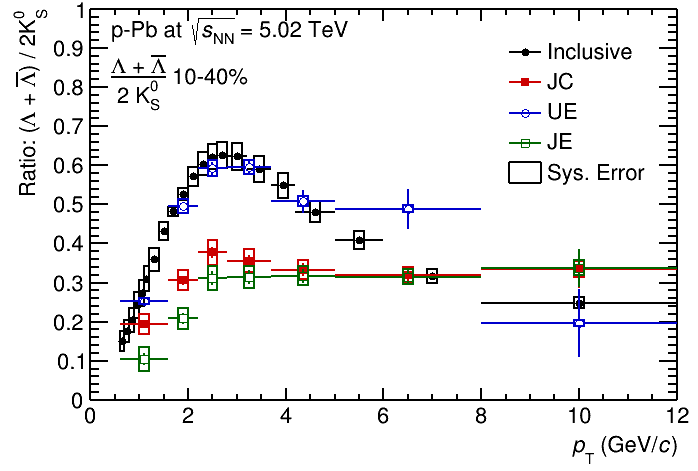 Ratio: (Λ + Λ̅) / 2K⁰_S
p-Pb at √s_NN = 5.02 TeV
Λ + Λ̅
2 K⁰_S
10-40%
Inclusive
JC
UE
JE
Sys. Error
1
0.9
0.8
0.7
0.6
0.5
0.4
0.3
0.2
0.1
0
0 2 4 6 8 10 12
p_T (GeV/c)